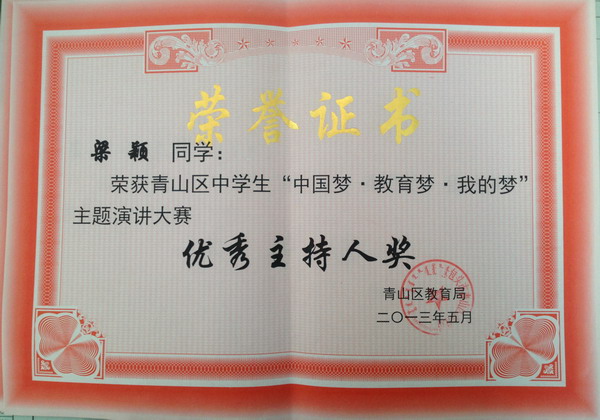 荣誉证书
梁颖 同学：
荣获青山区中学生“中国梦·教育梦·我的梦”
主题演讲大赛
优秀主持人奖
青山区教育局
二〇一三年五月